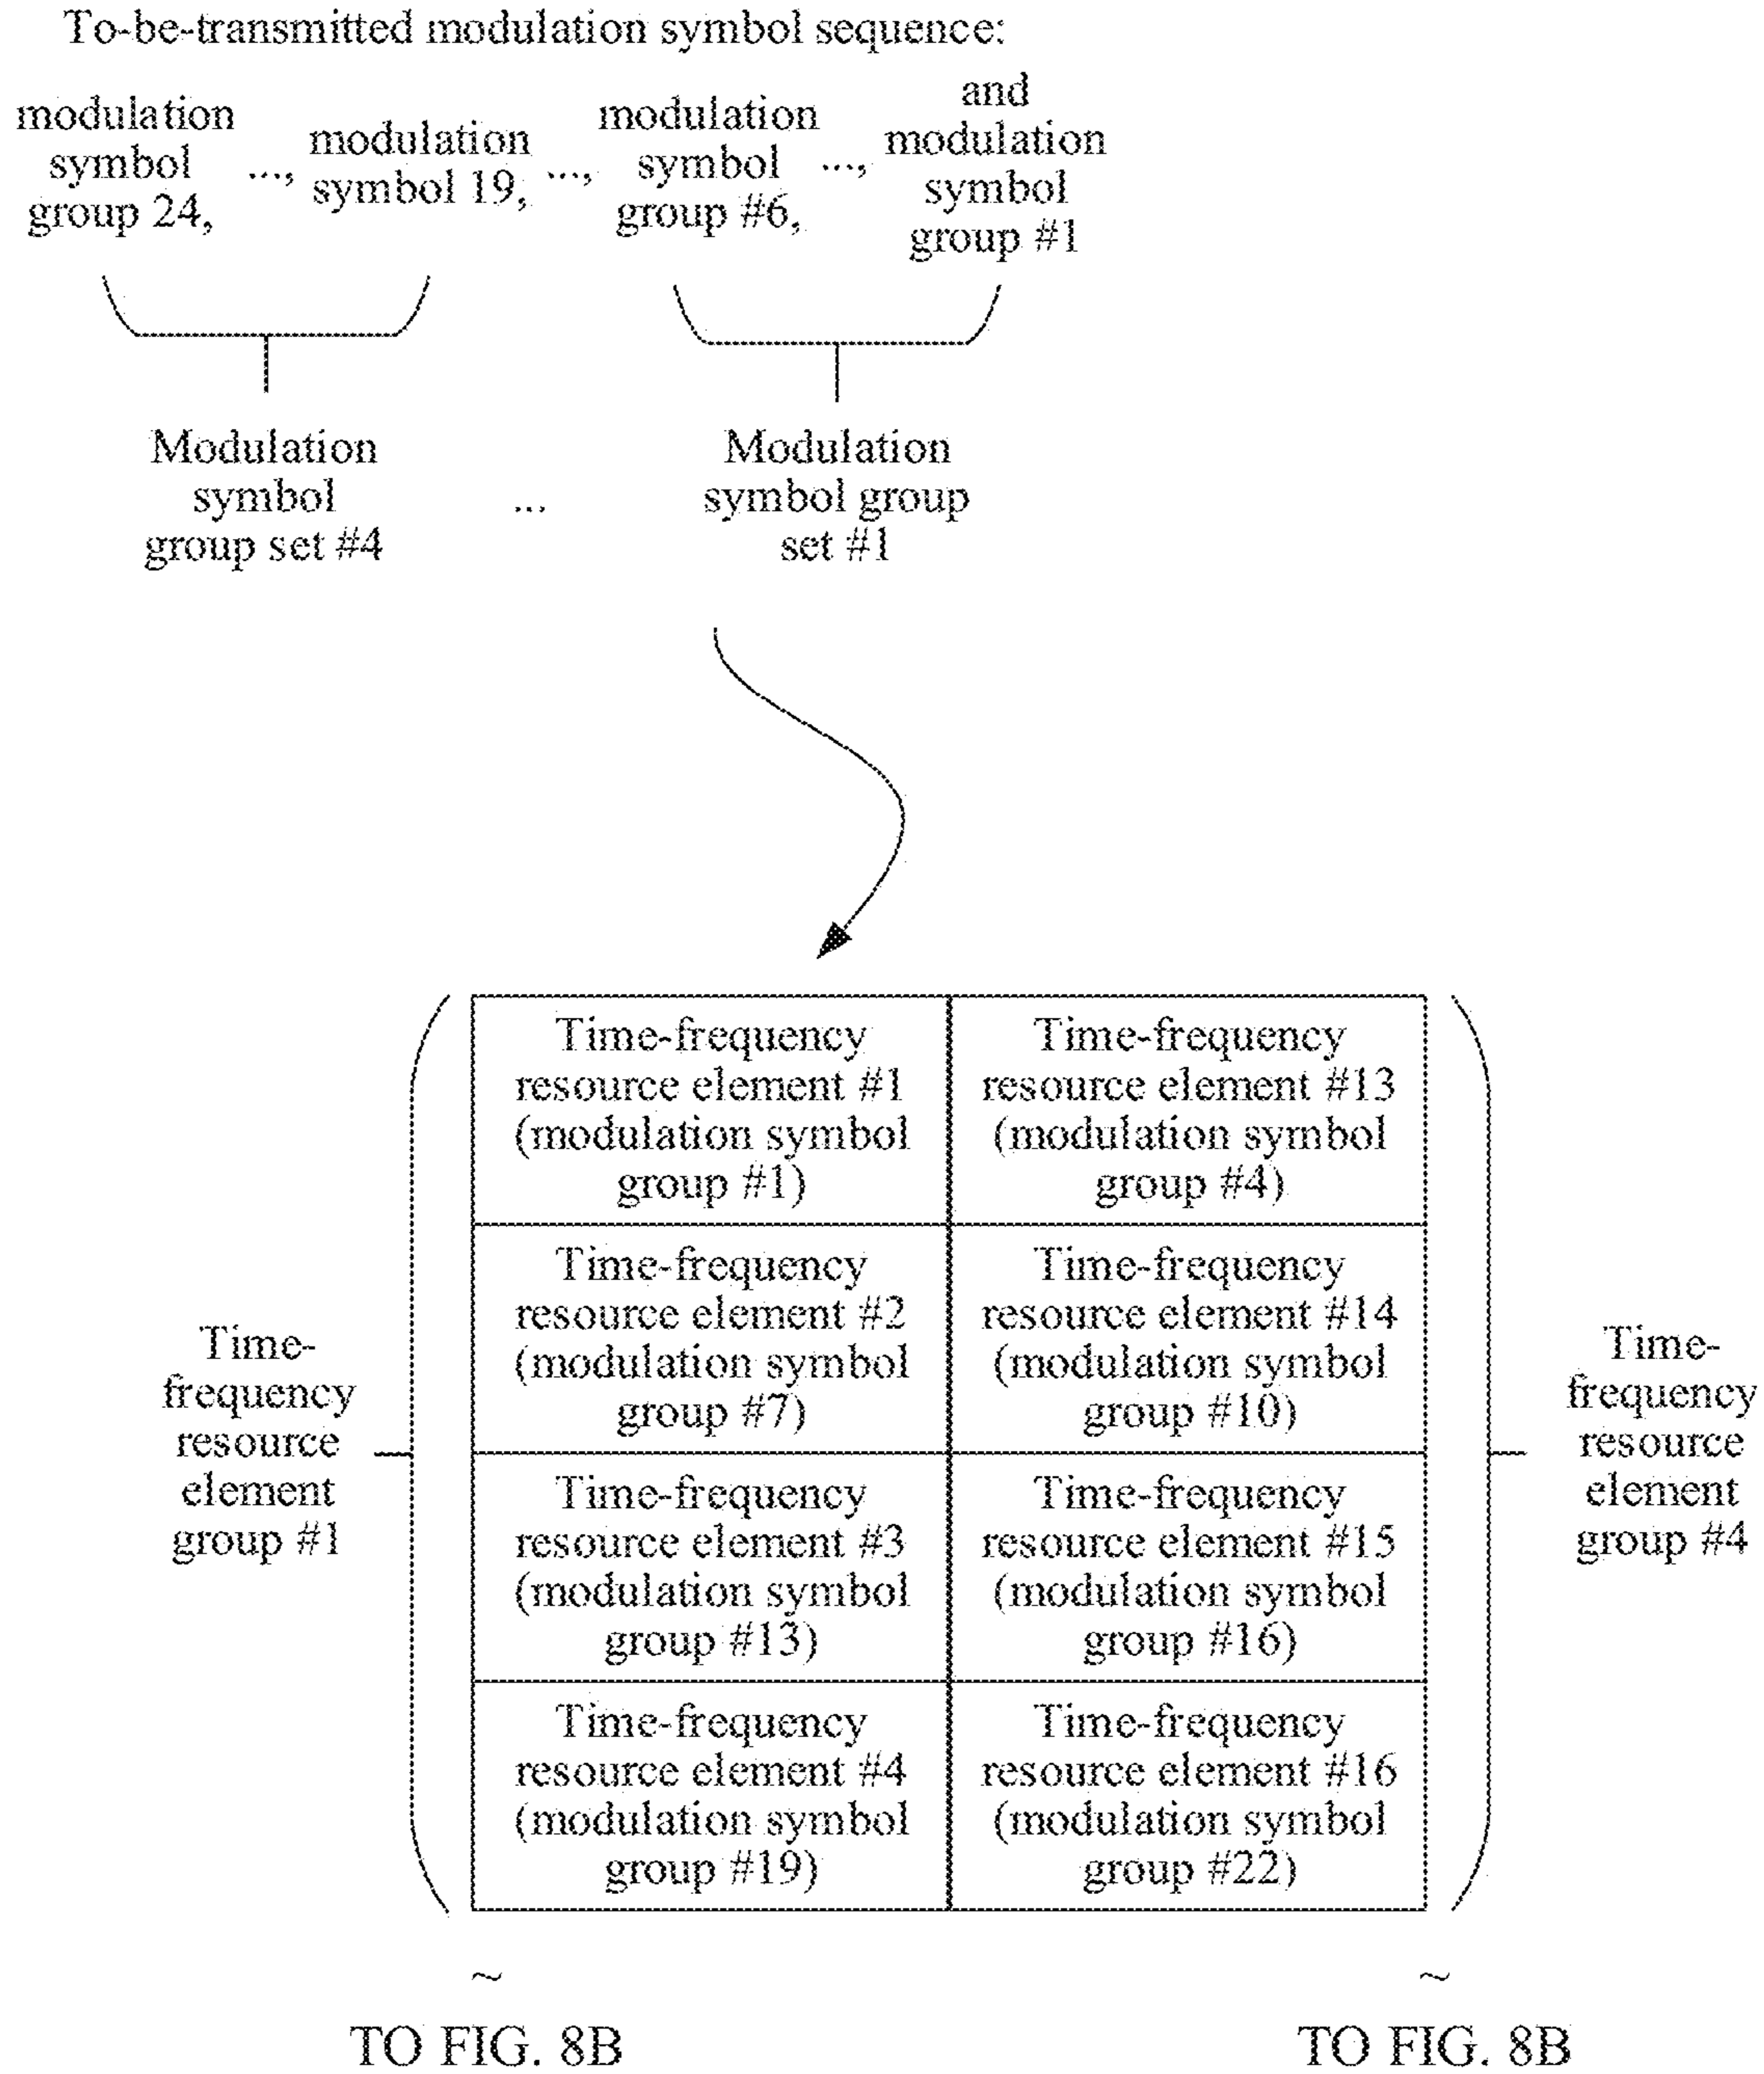 To-be-transmitted modulation symbol sequence:
modulation
symbol
group 24,
...,
modulation
symbol 19,
...,
modulation
symbol
group #6,
...,
and
modulation
symbol
group #1
Modulation
symbol
group set #4
...
Modulation
symbol group
set #1
Time-
frequency
resource
element
group #1
Time-frequency
resource element #1
(modulation symbol
group #1)
Time-frequency
resource element #13
(modulation symbol
group #4)
Time-frequency
resource element #2
(modulation symbol
group #7)
Time-frequency
resource element #14
(modulation symbol
group #10)
Time-frequency
resource element #3
(modulation symbol
group #13)
Time-frequency
resource element #15
(modulation symbol
group #16)
Time-frequency
resource element #4
(modulation symbol
group #19)
Time-frequency
resource element #16
(modulation symbol
group #22)
Time-
frequency
resource
element
group #4
~
~
TO FIG. 8B
TO FIG. 8B